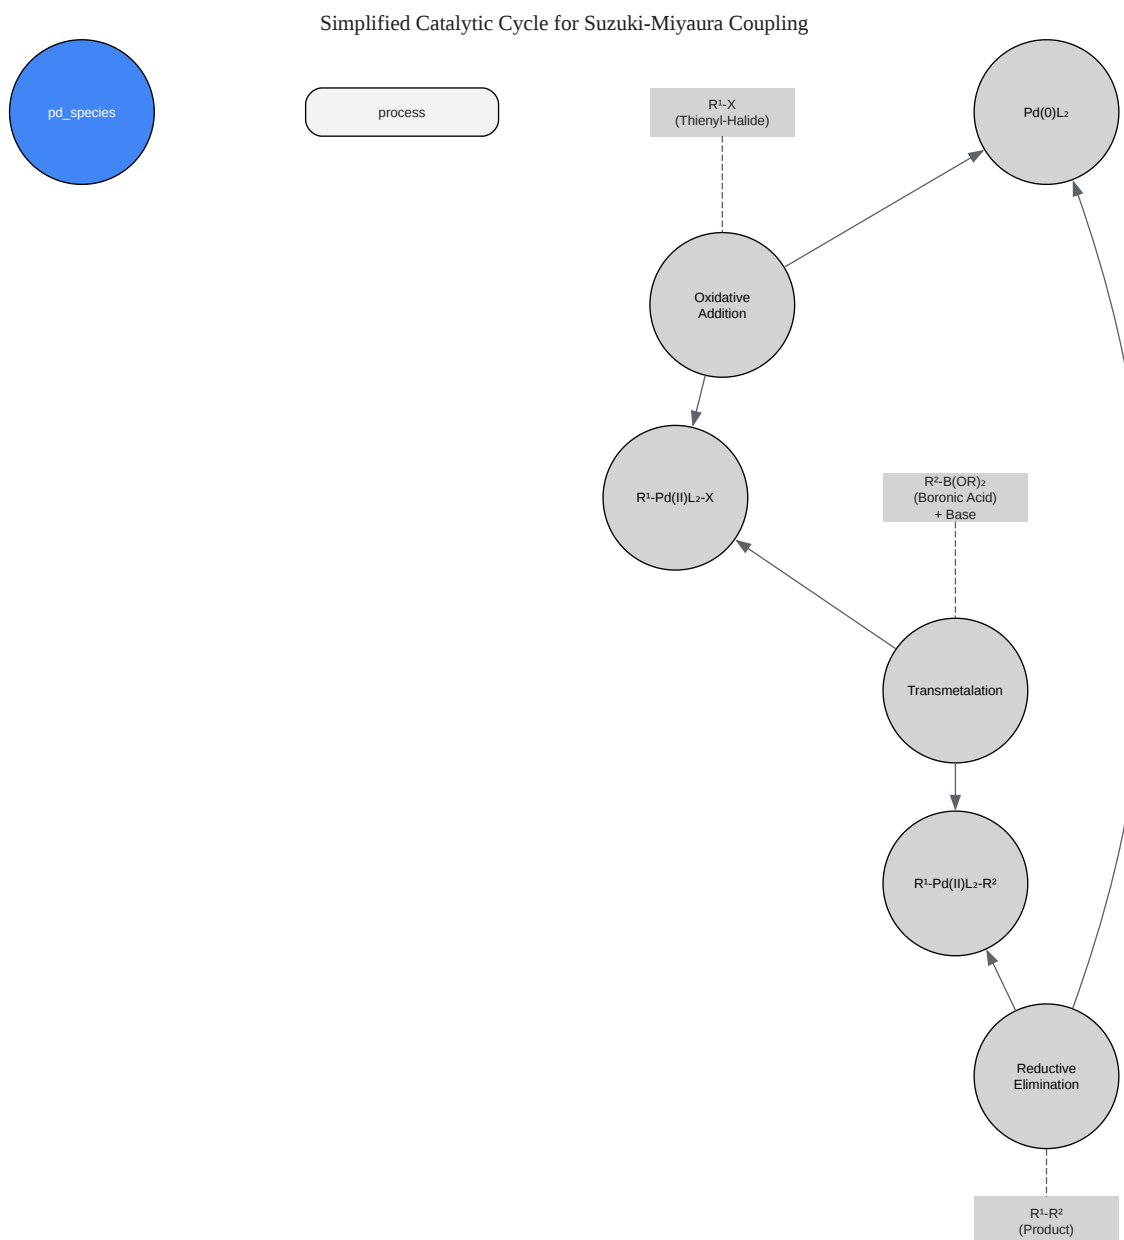 Simplified Catalytic Cycle for Suzuki-Miyaura Coupling
pd_species
process
R¹-X
(Thienyl-Halide)
Pd(0)L₂
Oxidative
Addition
R¹-Pd(II)L₂-X
R²-B(OR)₂
(Boronic Acid)
+ Base
Transmetalation
R¹-Pd(II)L₂-R²
Reductive
Elimination
R¹-R²
(Product)